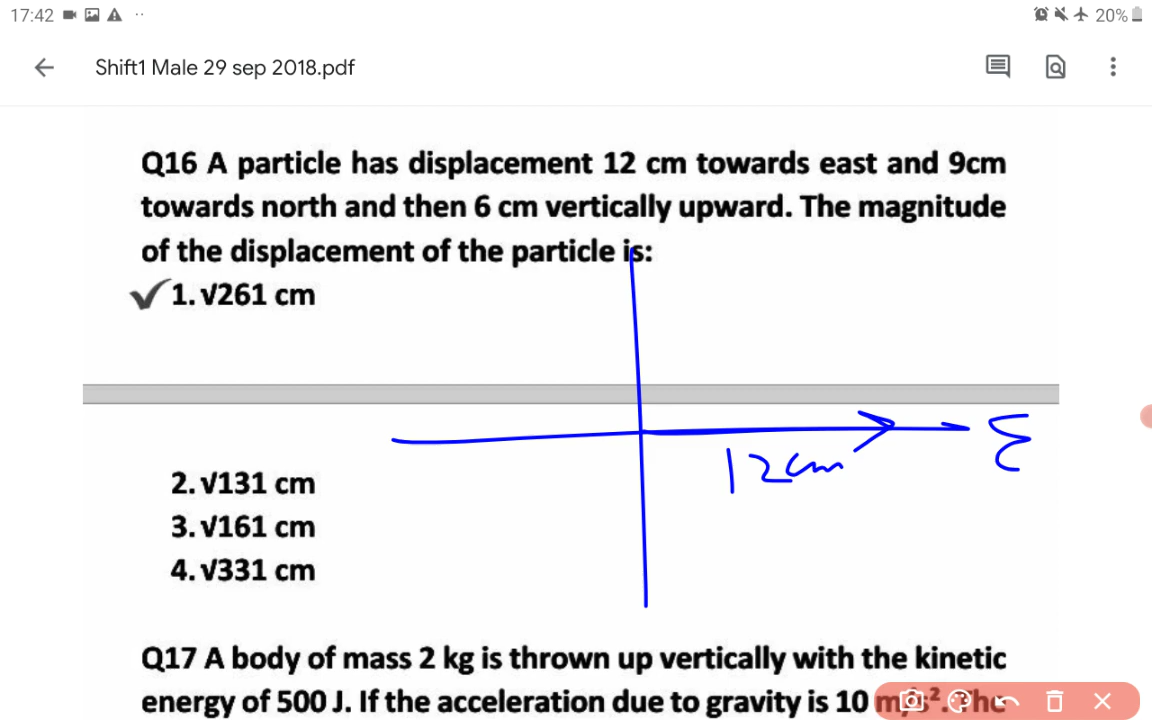 17:42
20%
Shift1 Male 29 sep 2018.pdf
Q16 A particle has displacement 12 cm towards east and 9cm
towards north and then 6 cm vertically upward. The magnitude
of the displacement of the particle is:
1. √261 cm
E
12cm
2. √131 cm
3. √161 cm
4. √331 cm
Q17 A body of mass 2 kg is thrown up vertically with the kinetic
energy of 500 J. If the acceleration due to gravity is 10 m/s². The